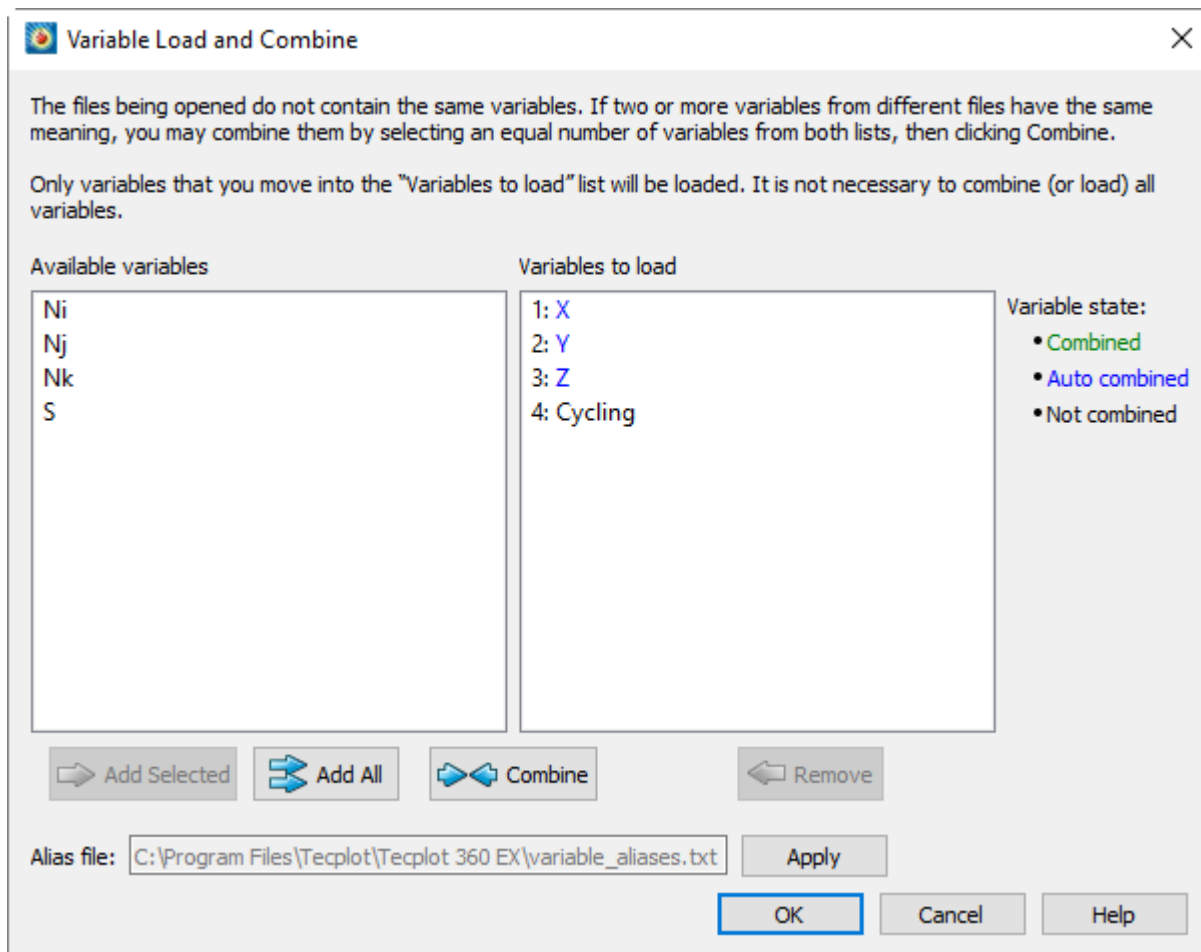 Variable Load and Combine
The files being opened do not contain the same variables. If two or more variables from different files have the same
meaning, you may combine them by selecting an equal number of variables from both lists, then clicking Combine.
Only variables that you move into the “Variables to load” list will be loaded. It is not necessary to combine (or load) all
variables.
Available variables
Ni
Nj
Nk
S
Variables to load
1: X
2: Y
3: Z
4: Cycling
Variable state:
• Combined
• Auto combined
• Not combined
Add Selected
Add All
Combine
Remove
Alias file: C:\Program Files\Tecplot\Tecplot 360 EX\variable_aliases.txt Apply
OK Cancel Help